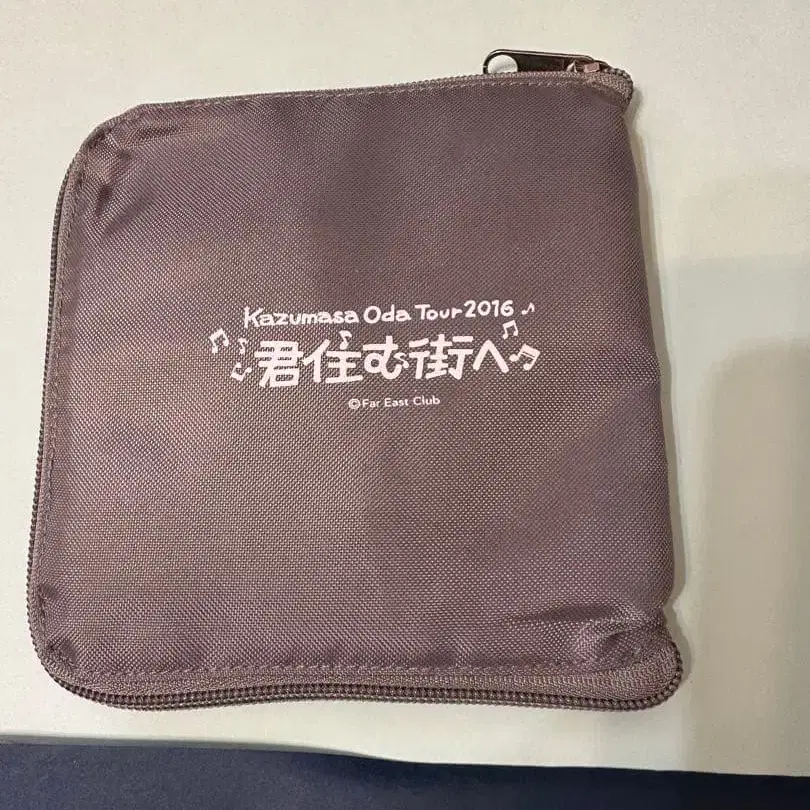 Kazumasa Oda Tour 2016
君住む街へ
©Far East Club